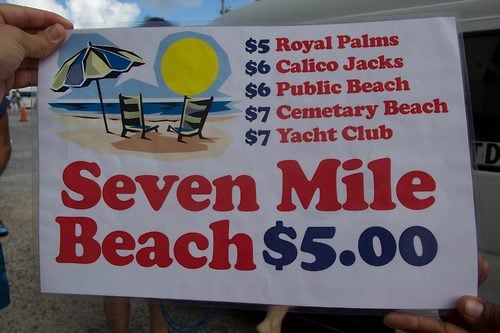 $5 Royal Palms
$6 Calico Jacks
$6 Public Beach
$7 Cemetary Beach
$7 Yacht Club
Seven Mile
Beach $5.00